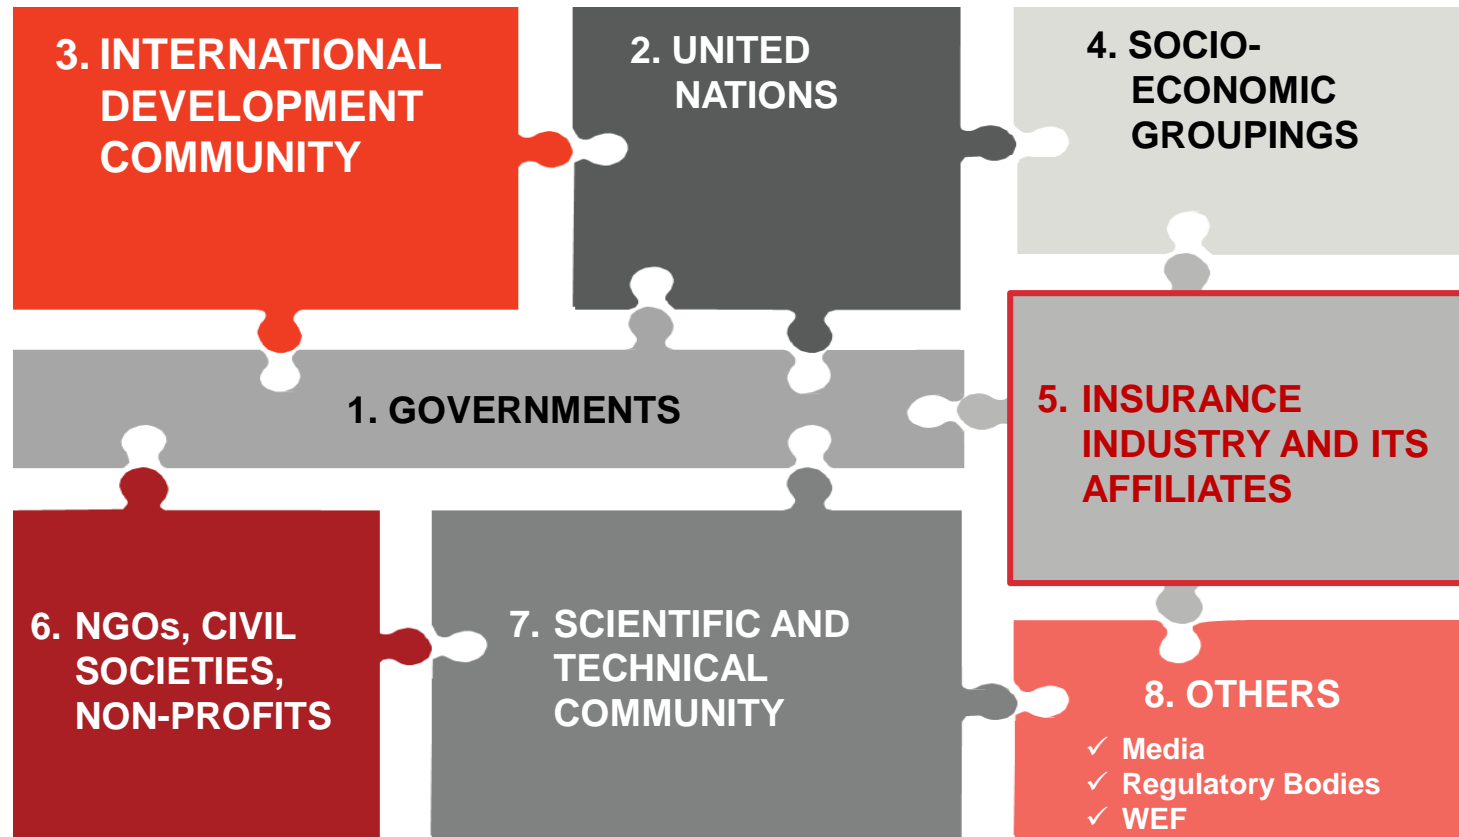 3. INTERNATIONAL
DEVELOPMENT
COMMUNITY
2. UNITED
NATIONS
4. SOCIO-
ECONOMIC
GROUPINGS
1. GOVERNMENTS
5. INSURANCE
INDUSTRY AND ITS
AFFILIATES
6. NGOs, CIVIL
SOCIETIES,
NON-PROFITS
7. SCIENTIFIC AND
TECHNICAL
COMMUNITY
8. OTHERS
✓ Media
✓ Regulatory Bodies
✓ WEF